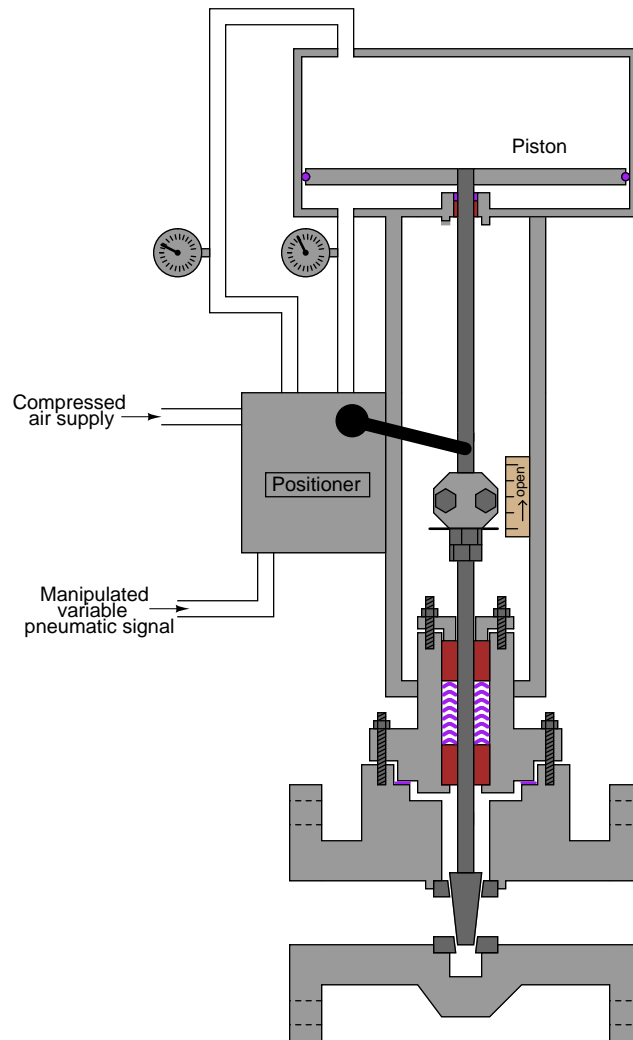 Piston
Compressed
air supply
open
Positioner
Manipulated
variable
pneumatic signal